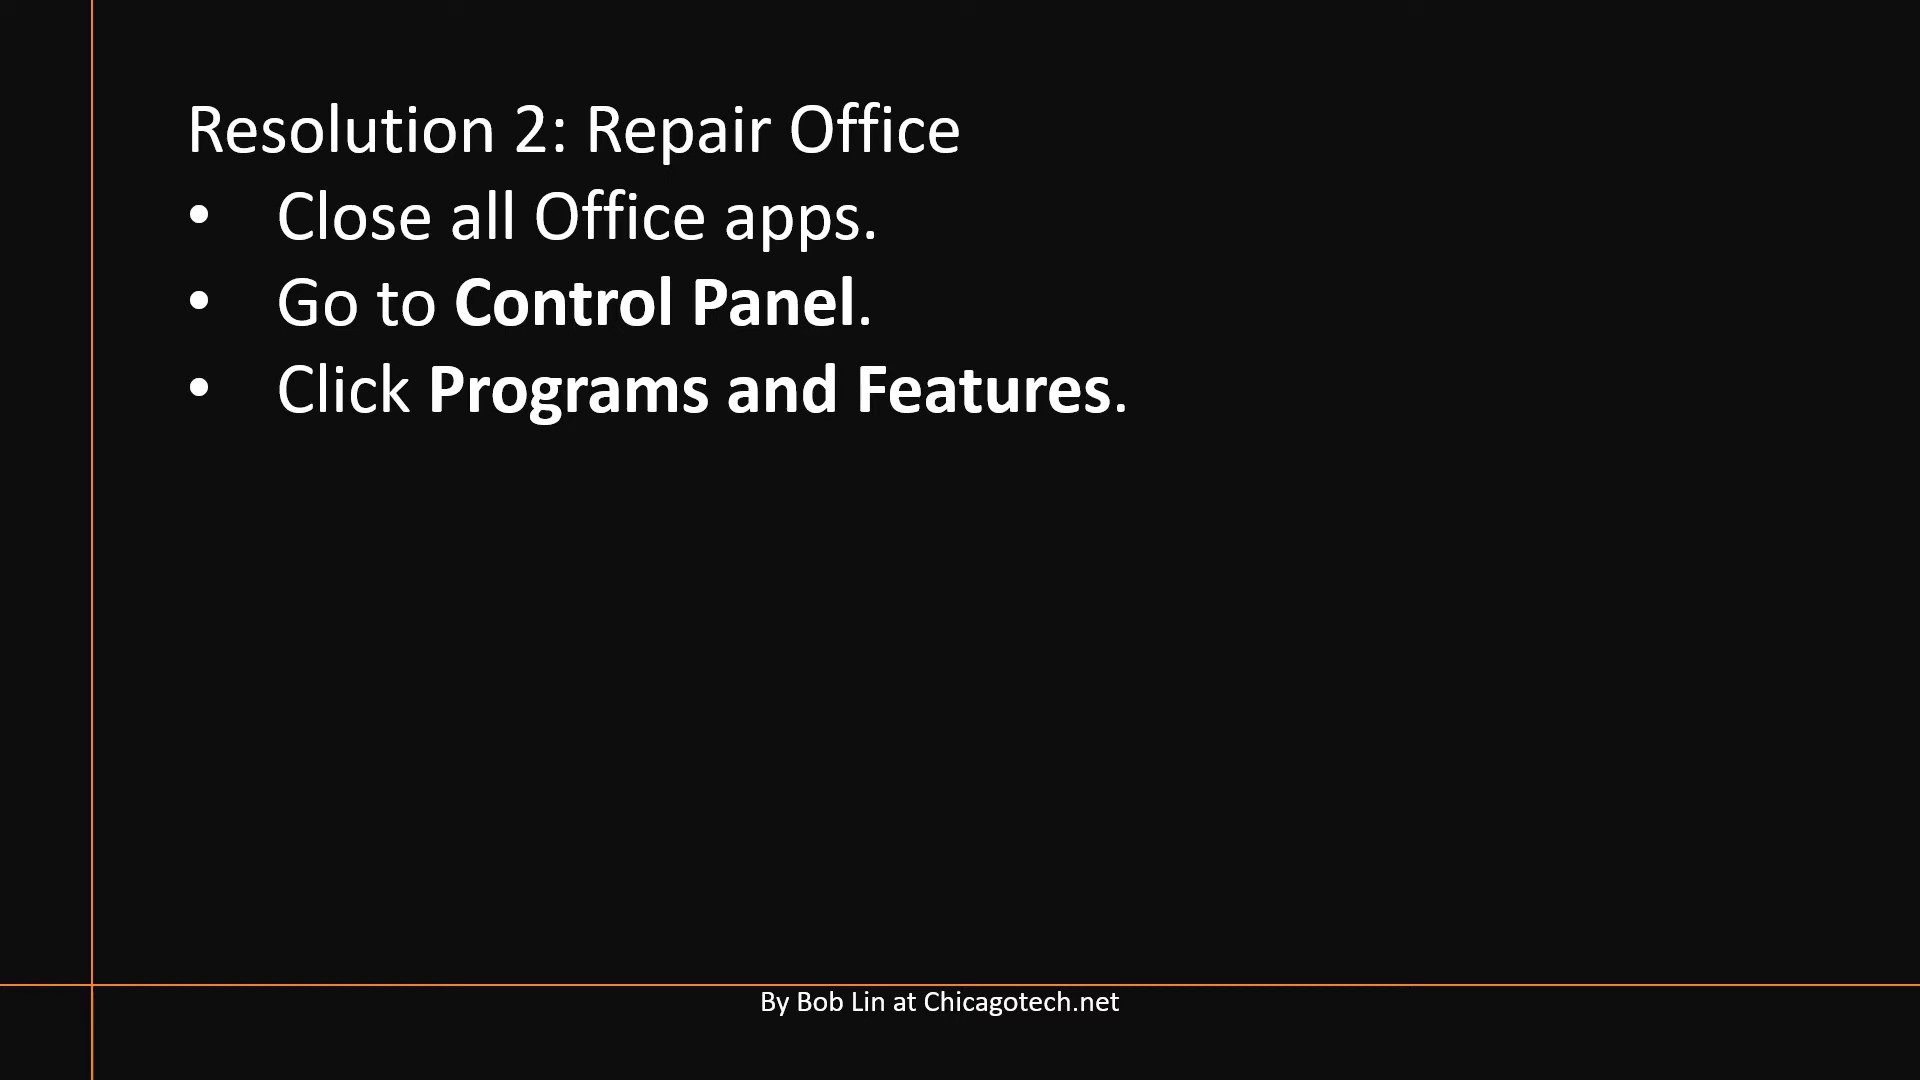 Resolution 2: Repair Office
• Close all Office apps.
• Go to Control Panel.
• Click Programs and Features.
By Bob Lin at Chicagotech.net